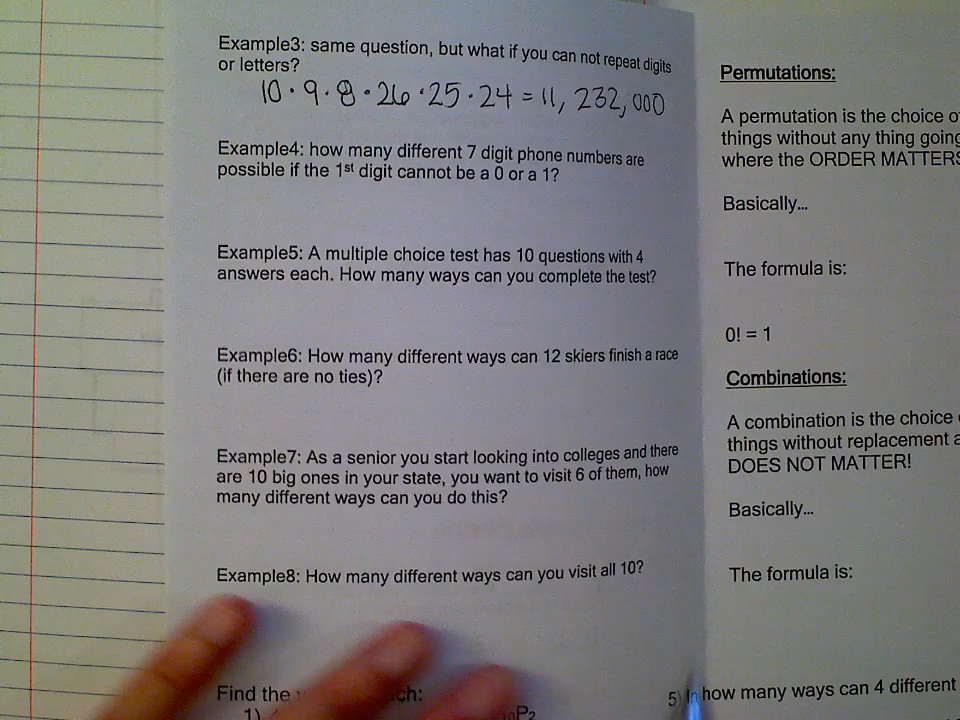 Example3: same question, but what if you can not repeat digits
or letters?
10 · 9 · 8 · 26 · 25 · 24 = 11,232,000
Example4: how many different 7 digit phone numbers are
possible if the 1st digit cannot be a 0 or a 1?
Example5: A multiple choice test has 10 questions with 4
answers each. How many ways can you complete the test?
Example6: How many different ways can 12 skiers finish a race
(if there are no ties)?
Example7: As a senior you start looking into colleges and there
are 10 big ones in your state, you want to visit 6 of them, how
many different ways can you do this?
Example8: How many different ways can you visit all 10?
Find the
1)
10P2
Permutations:
A permutation is the choice
things without any thing going
where the ORDER MATTERS
Basically...
The formula is:
0! = 1
Combinations:
A combination is the choice
things without replacement
DOES NOT MATTER!
Basically...
The formula is:
5) In how many ways can 4 different